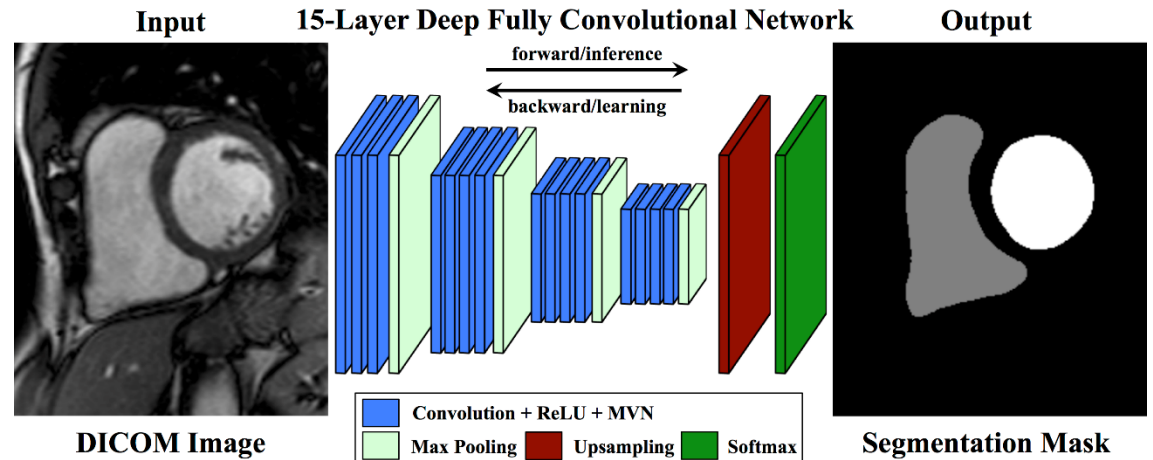 Input
15-Layer Deep Fully Convolutional Network
Output
forward/inference
backward/learning
Convolution + ReLU + MVN
Max Pooling
Upsampling
Softmax
DICOM Image
Segmentation Mask